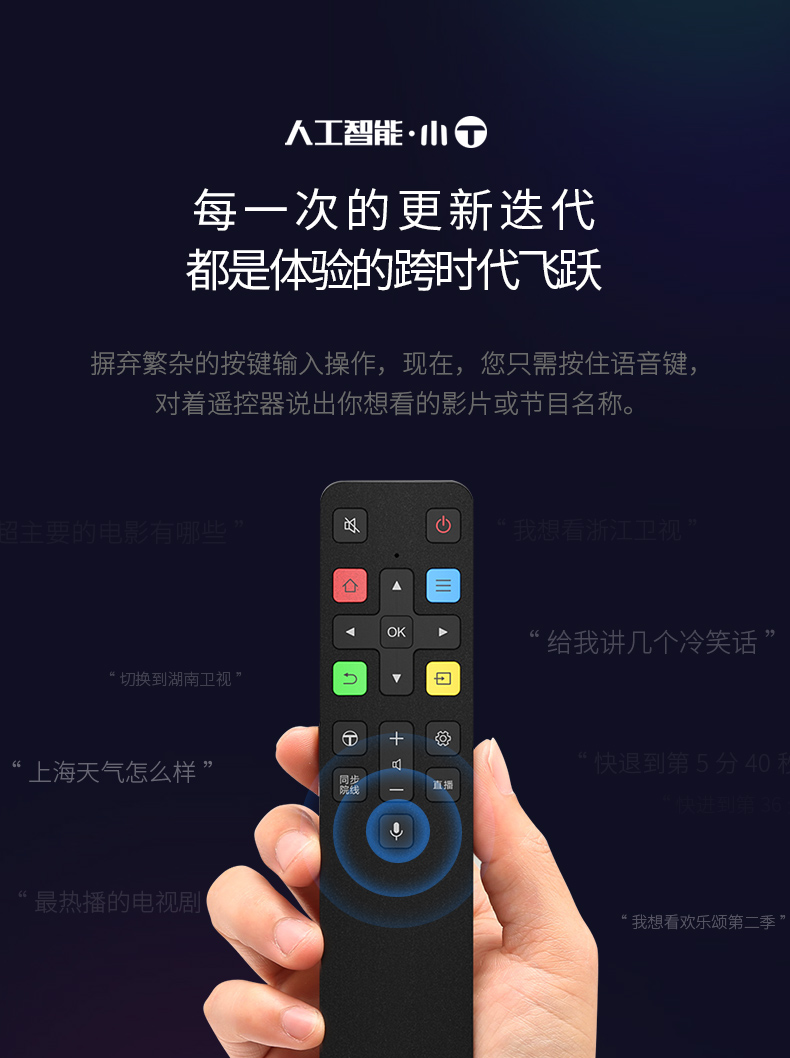 人工智能·小T
每一次的更新迭代
都是体验的跨时代飞跃
摒弃繁杂的按键输入操作，现在，您只需按住语音键，
对着遥控器说出你想看的影片或节目名称。
超主要的电影有哪些”
“我想看浙江卫视”
OK
“给我讲几个冷笑话”
“切换到湖南卫视”
“上海天气怎么样”
“快退到第 5 分 40 秒
同步
院线
直播
“快进到第 36
“最热播的电视剧
“我想看欢乐颂第二季”